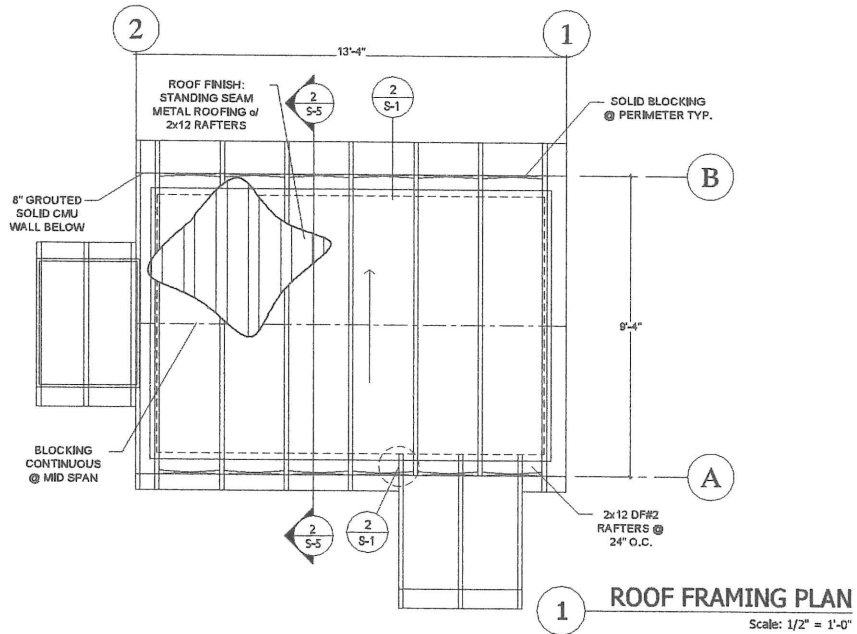 2
1
13'-4"
ROOF FINISH:
STANDING SEAM
METAL ROOFING o/
2x12 RAFTERS
2
S-5
2
S-1
SOLID BLOCKING
@ PERIMETER TYP.
B
8" GROUTED
SOLID CMU
WALL BELOW
9'-4"
BLOCKING
CONTINUOUS
@ MID SPAN
A
2
S-5
2
S-1
2x12 DF#2
RAFTERS @
24" O.C.
1
ROOF FRAMING PLAN
Scale: 1/2" = 1'-0"